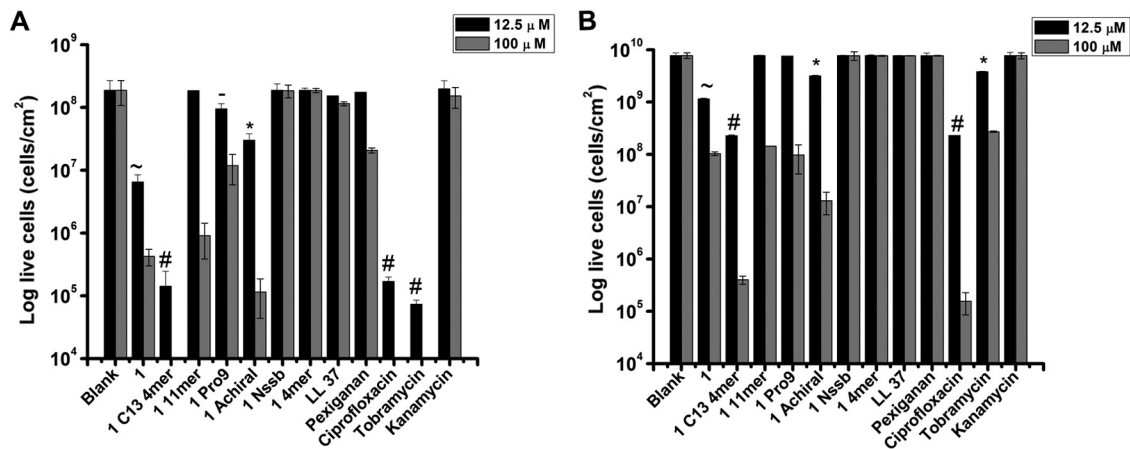 A
12.5 μ M
100 μ M
Log live cells (cells/cm²)
10⁹
10⁸
10⁷
10⁶
10⁵
10⁴
~
#
-
*
#
#
Blank
1
1 C13 4mer
1 11mer
1 Pro9
1 Achiral
1 Nssb
1 4mer
LL 37
Pexiganan
Ciprofloxacin
Tobramycin
Kanamycin
B
12.5 μM
100 μM
Log live cells (cells/cm²)
10¹⁰
10⁹
10⁸
10⁷
10⁶
10⁵
10⁴
~
#
*
#
*
Blank
1
1 C13 4mer
1 11mer
1 Pro9
1 Achiral
1 Nssb
1 4mer
LL 37
Pexiganan
Ciprofloxacin
Tobramycin
Kanamycin